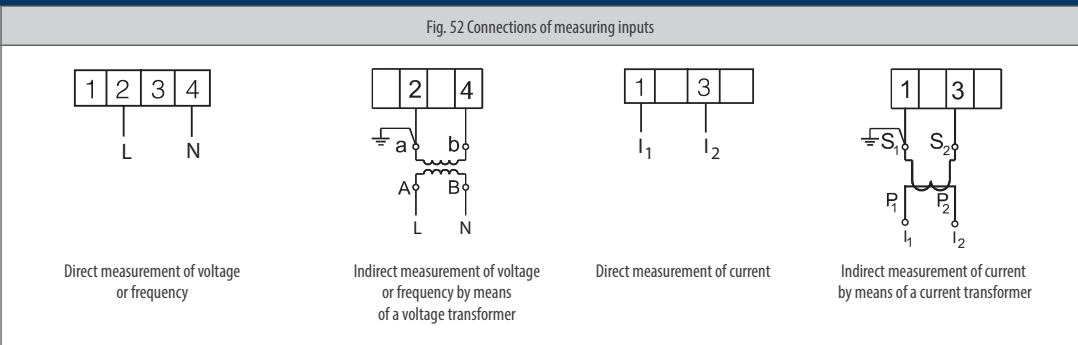 Fig. 52 Connections of measuring inputs
1 2 3 4
L N
Direct measurement of voltage
or frequency
2 4
a b
A B
L N
Indirect measurement of voltage
or frequency by means
of a voltage transformer
1 3
I1 I2
Direct measurement of current
1 3
S1 S2
P1 P2
I1 I2
Indirect measurement of current
by means of a current transformer